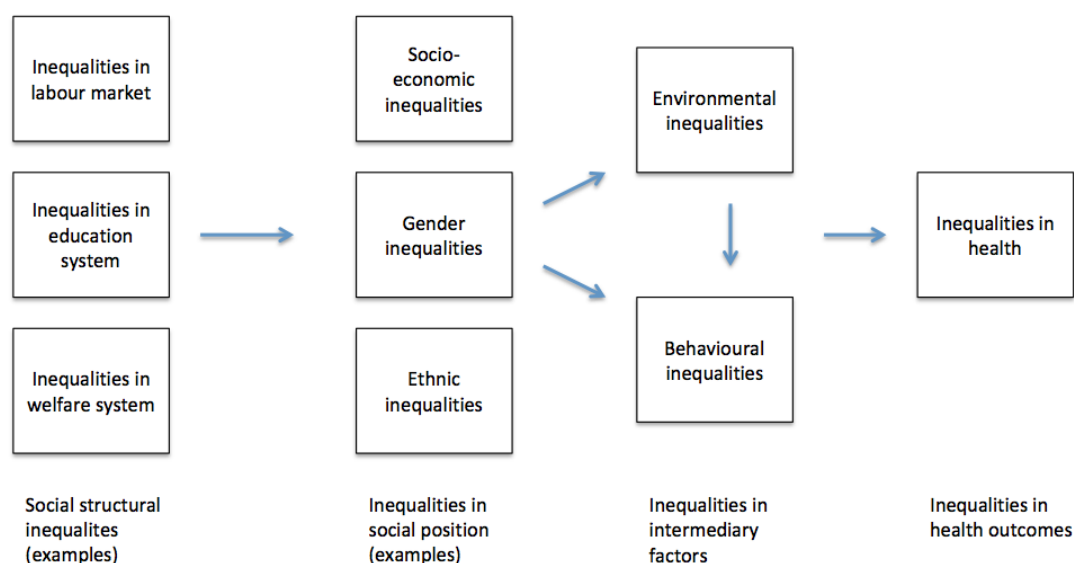 Inequalities in
labour market
Inequalities in
education
system
Inequalities in
welfare system
Social structural
inequalites
(examples)
Socio-
economic
inequalities
Gender
inequalities
Ethnic
inequalities
Inequalities in
social position
(examples)
Environmental
inequalities
Behavioural
inequalities
Inequalities in
intermediary
factors
Inequalities in
health
Inequalities in
health outcomes